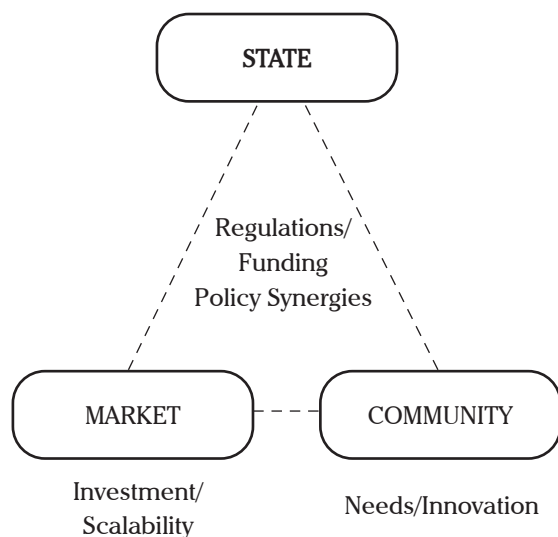 STATE
Regulations/
Funding
Policy Synergies
MARKET
COMMUNITY
Investment/
Scalability
Needs/Innovation